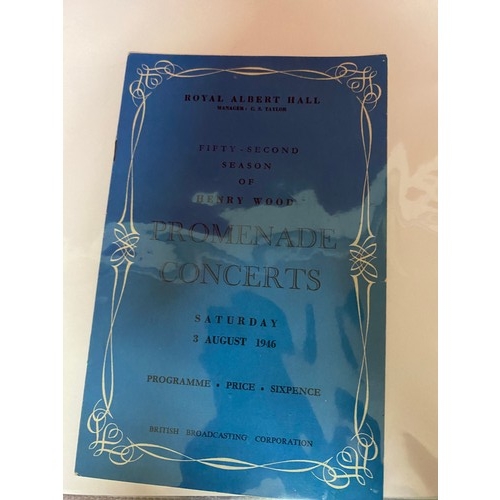 ROYAL ALBERT HALL
MANAGER: C. S. TAYLOR
FIFTY-SECOND
SEASON
OF
HENRY WOOD
PROMENADE
CONCERTS
SATURDAY
3 AUGUST 1946
PROGRAMME • PRICE • SIXPENCE
BRITISH BROADCASTING CORPORATION